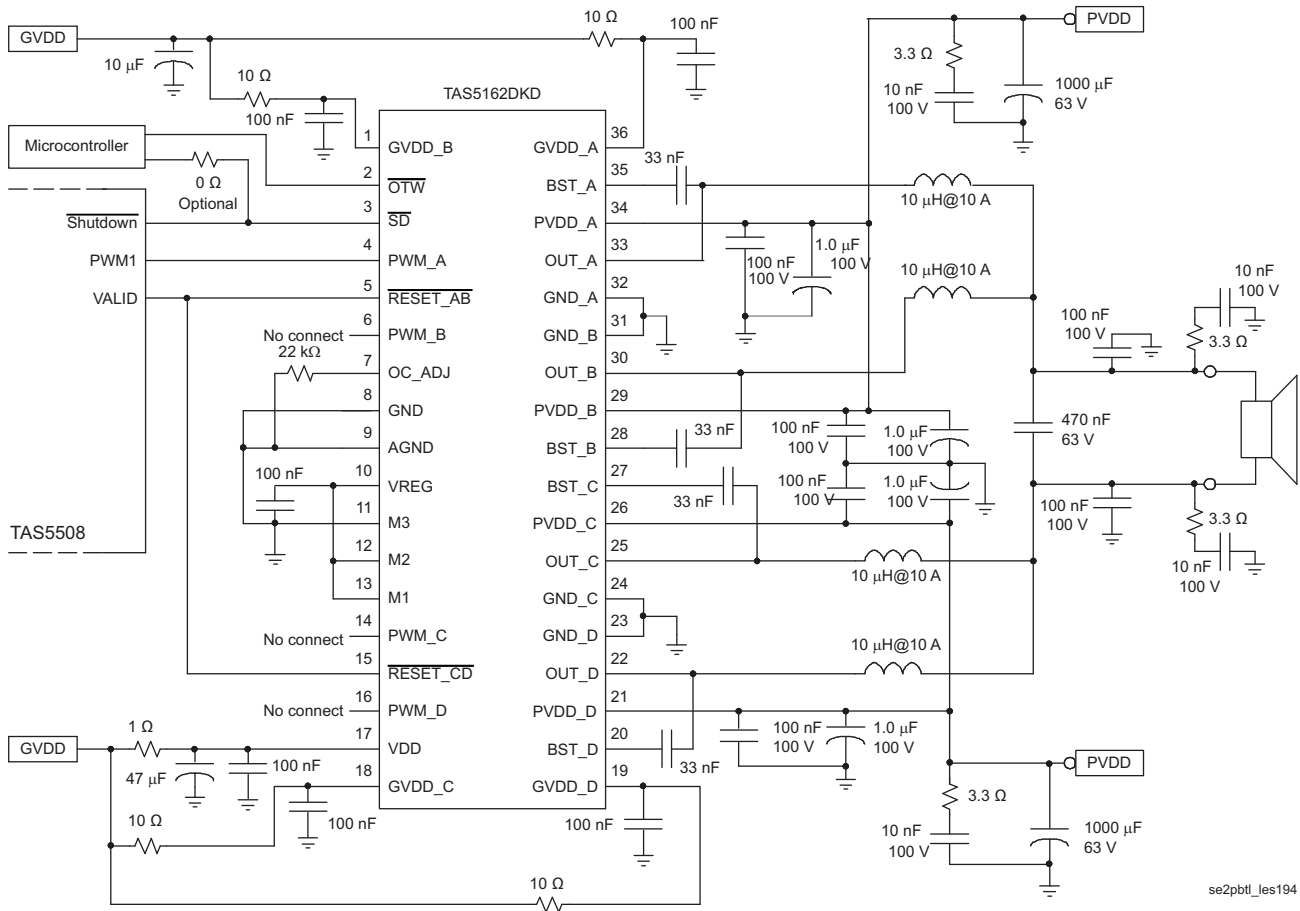 GVDD
10 µF
10 Ω
100 nF
10 Ω
100 nF
PVDD
3.3 Ω
10 nF
100 V
1000 µF
63 V
TAS5162DKD
Microcontroller
0 Ω
Optional
Shutdown
PWM1
VALID
TAS5508
No connect
22 kΩ
100 nF
No connect
No connect
1 GVDD_B
2 OTW
3 SD
4 PWM_A
5 RESET_AB
6 PWM_B
7 OC_ADJ
8 GND
9 AGND
10 VREG
11 M3
12 M2
13 M1
14 PWM_C
15 RESET_CD
16 PWM_D
17 VDD
18 GVDD_C
GVDD_A 36
BST_A 35
PVDD_A 34
OUT_A 33
GND_A 32
GND_B 31
OUT_B 30
PVDD_B 29
BST_B 28
BST_C 27
PVDD_C 26
OUT_C 25
GND_C 24
GND_D 23
OUT_D 22
PVDD_D 21
BST_D 20
GVDD_D 19
33 nF
10 µH@10 A
100 nF
100 V
1.0 µF
100 V
10 µH@10 A
10 nF
100 V
100 nF
100 V
3.3 Ω
33 nF
100 nF
100 V
1.0 µF
100 V
470 nF
63 V
33 nF
100 nF
100 V
1.0 µF
100 V
100 nF
100 V
3.3 Ω
10 nF
100 V
10 µH@10 A
10 µH@10 A
33 nF
100 nF
100 V
1.0 µF
100 V
PVDD
3.3 Ω
10 nF
100 V
1000 µF
63 V
GVDD
1 Ω
47 µF
100 nF
10 Ω
100 nF
100 nF
10 Ω
se2pbtl_les194